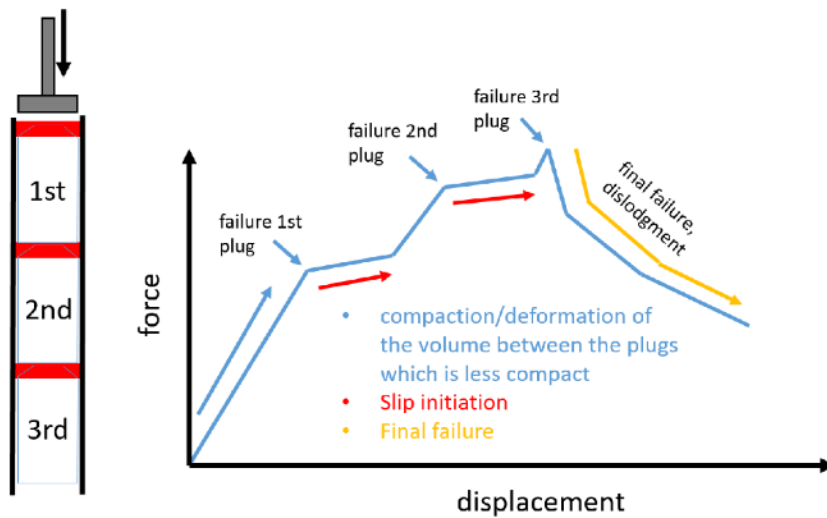 1st
2nd
3rd
force
displacement
failure 1st
plug
failure 2nd
plug
failure 3rd
plug
final failure,
dislodgment
• compaction/deformation of
the volume between the plugs
which is less compact
• Slip initiation
• Final failure